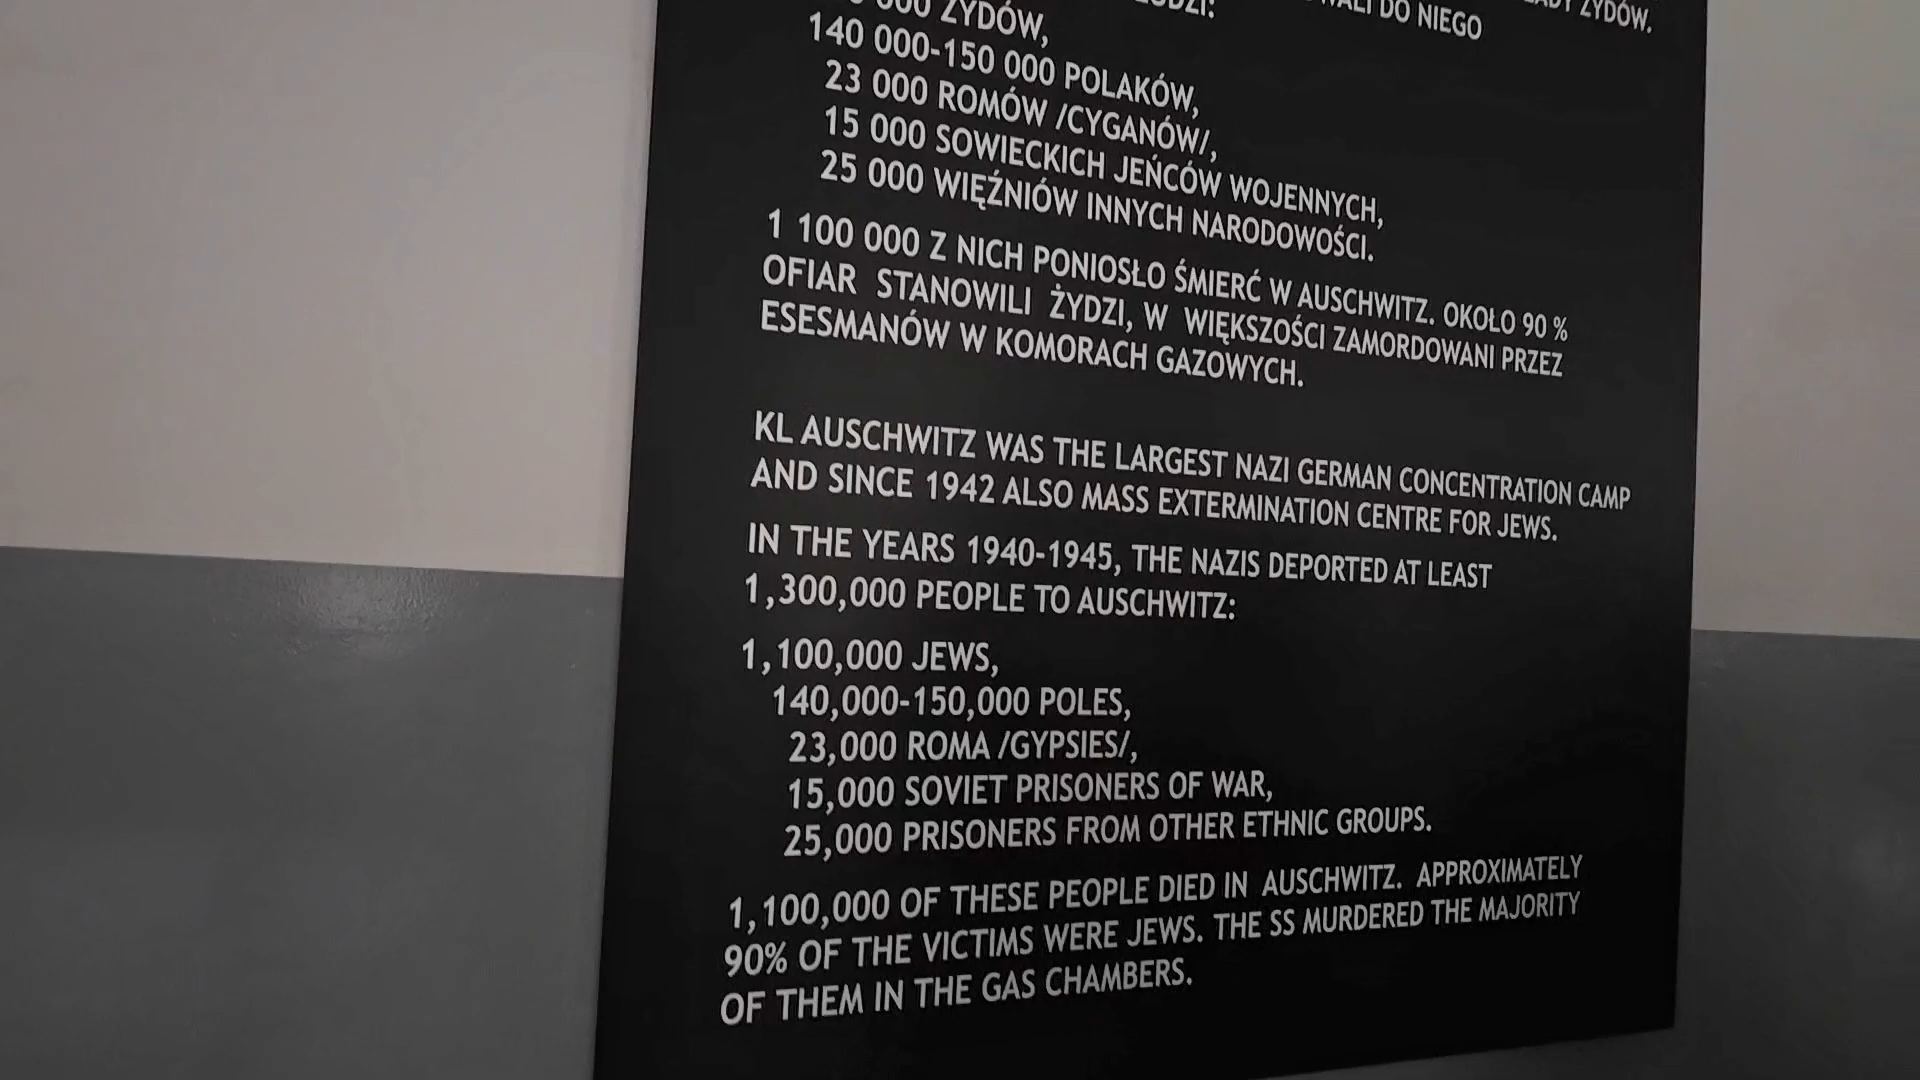 ŻYDÓW.
DO NIEGO
000 ŻYDÓW,
140 000-150 000 POLAKÓW,
23 000 ROMÓW /CYGANÓW/,
15 000 SOWIECKICH JEŃCÓW WOJENNYCH,
25 000 WIĘŹNIÓW INNYCH NARODOWOŚCI.
1 100 000 Z NICH PONIOSŁO ŚMIERĆ W AUSCHWITZ. OKOŁO 90 %
OFIAR STANOWILI ŻYDZI, W WIĘKSZOŚCI ZAMORDOWANI PRZEZ
ESESMANÓW W KOMORACH GAZOWYCH.
KL AUSCHWITZ WAS THE LARGEST NAZI GERMAN CONCENTRATION CAMP
AND SINCE 1942 ALSO MASS EXTERMINATION CENTRE FOR JEWS.
IN THE YEARS 1940-1945, THE NAZIS DEPORTED AT LEAST
1,300,000 PEOPLE TO AUSCHWITZ:
1,100,000 JEWS,
140,000-150,000 POLES,
23,000 ROMA /GYPSIES/,
15,000 SOVIET PRISONERS OF WAR,
25,000 PRISONERS FROM OTHER ETHNIC GROUPS.
1,100,000 OF THESE PEOPLE DIED IN AUSCHWITZ. APPROXIMATELY
90% OF THE VICTIMS WERE JEWS. THE SS MURDERED THE MAJORITY
OF THEM IN THE GAS CHAMBERS.